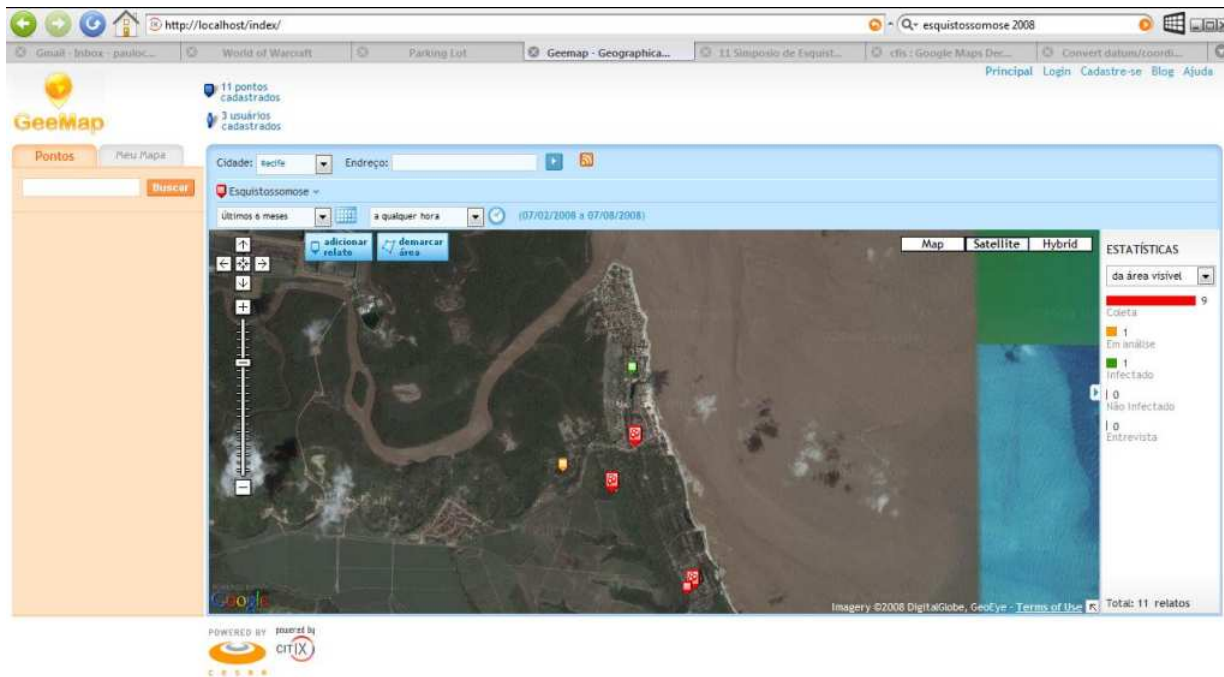 http://localhost/index/
esquistossomose 2008
Gmail - Inbox - pauloc...
World of Warcraft
Parking Lot
Geemap - Geographica...
11 Simposio de Esquist...
cfis : Google Maps Dec...
Convert datum/coordi...
Principal Login Cadastre-se Blog Ajuda
GeeMap
11 pontos
cadastrados
3 usuários
cadastrados
Pontos
Meu Mapa
Buscar
Cidade: Recife
Endreço:
Esquistossomose
Últimos 6 meses
a qualquer hora
(07/02/2008 a 07/08/2008)
adicionar
relato
demarcar
área
Map
Satellite
Hybrid
ESTATÍSTICAS
da área visível
9
Coleta
1
Em análise
1
Infectado
0
Não Infectado
0
Entrevista
Total: 11 relatos
POWERED BY
Google
Imagery ©2008 DigitalGlobe, GeoEye - Terms of Use
POWERED BY
powered by
CITIX